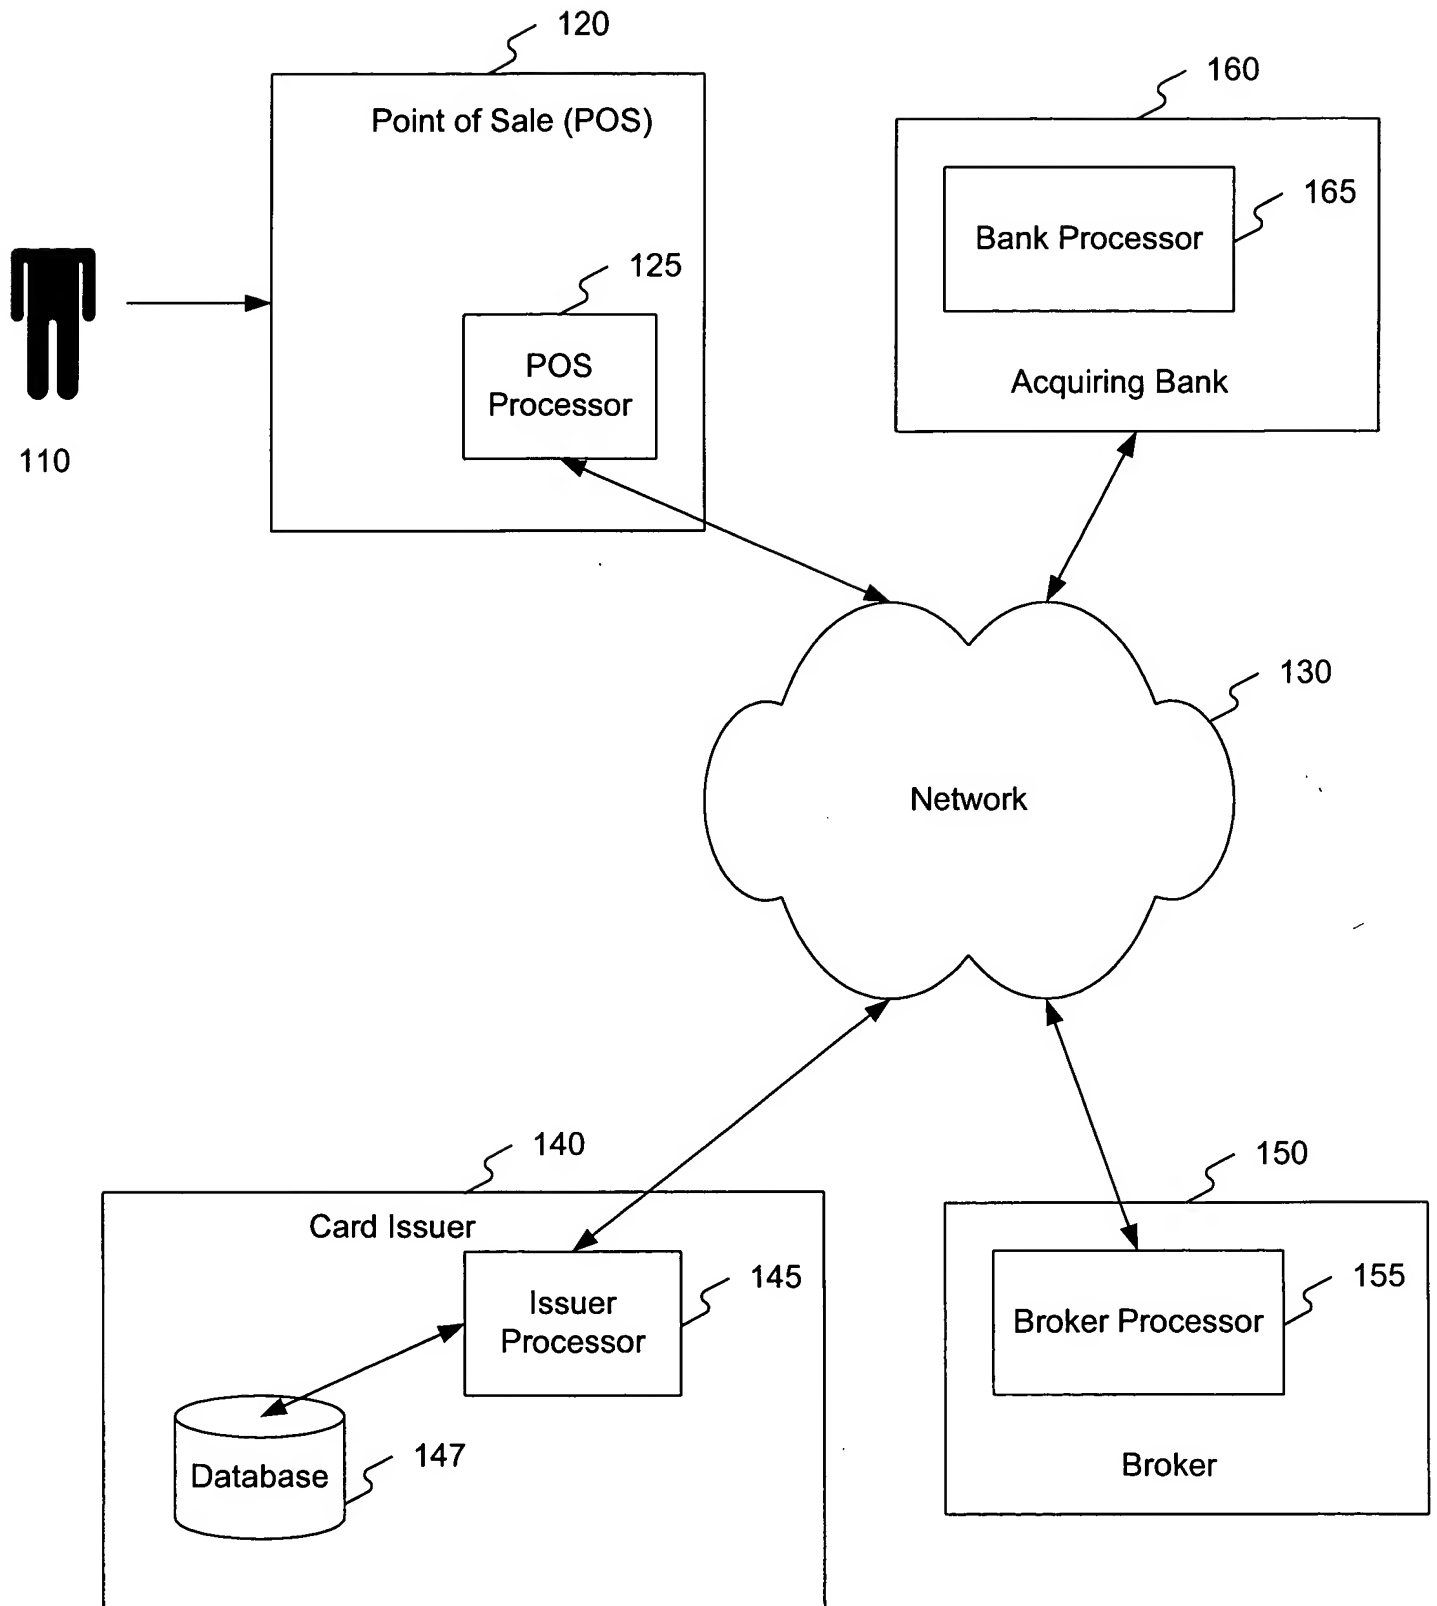 120
Point of Sale (POS)
160
165
Bank Processor
125
POS
Processor
Acquiring Bank
110
130
Network
140
150
Card Issuer
145
155
Issuer
Processor
Broker Processor
147
Database
Broker